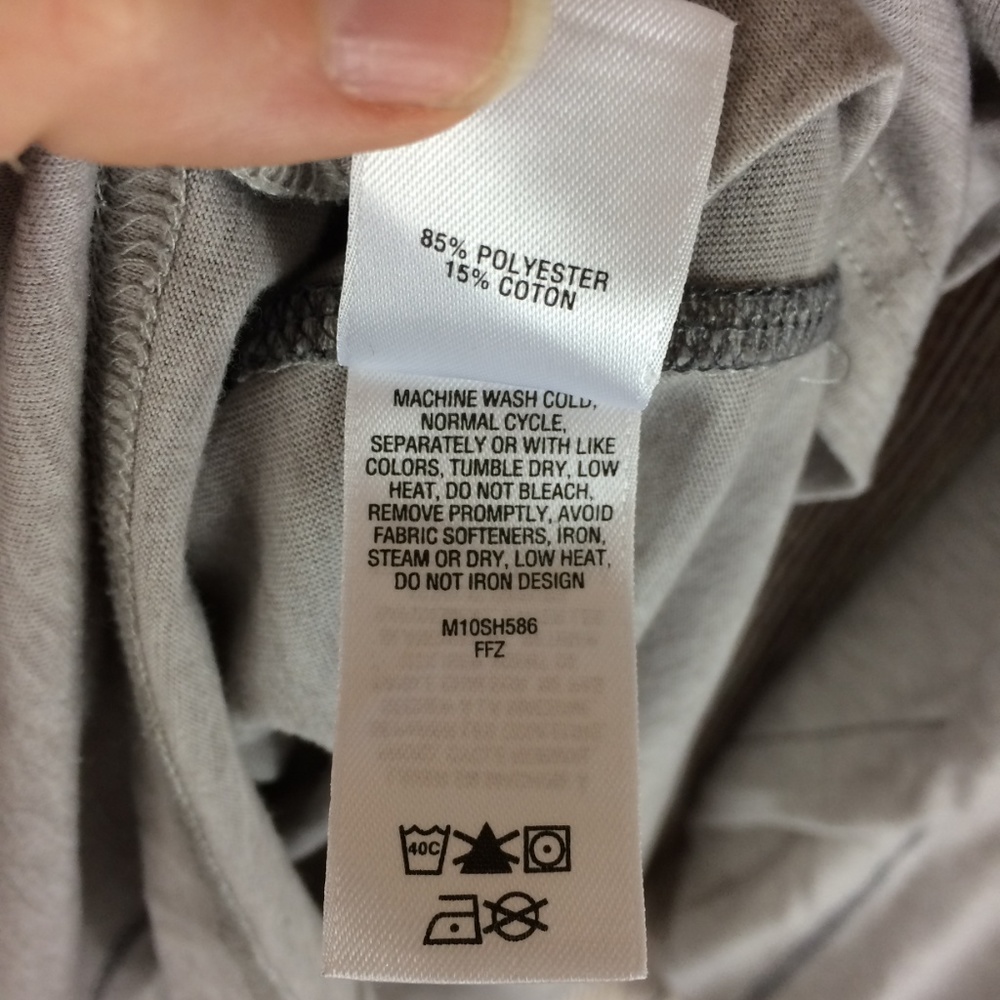 85% POLYESTER
15% COTON
MACHINE WASH COLD,
NORMAL CYCLE,
SEPARATELY OR WITH LIKE
COLORS, TUMBLE DRY, LOW
HEAT, DO NOT BLEACH,
REMOVE PROMPTLY, AVOID
FABRIC SOFTENERS, IRON,
STEAM OR DRY, LOW HEAT,
DO NOT IRON DESIGN
M10SH586
FFZ
40C